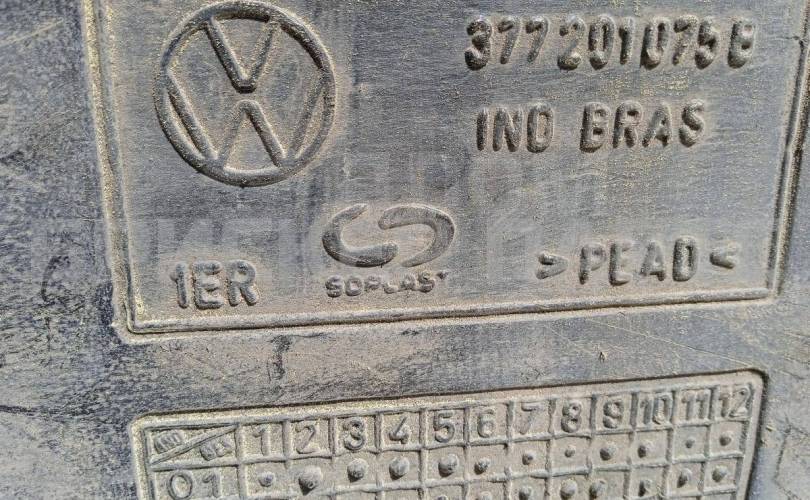 377 201 075 B
IND BRAS
1ER
SOPLAST
>PEAD<
1 2 3 4 5 6 7 8 9 10 11 12
01